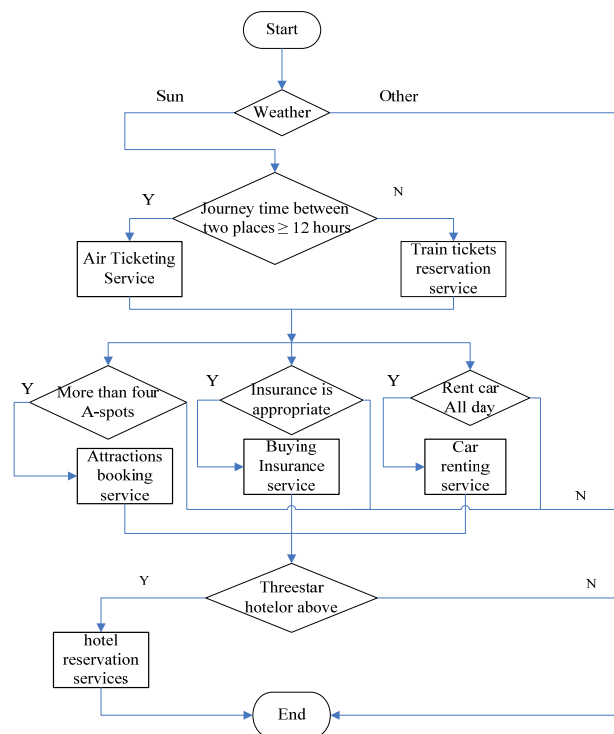 Start
Sun
Other
Weather
Y
N
Journey time between
two places ≥ 12 hours
Air Ticketing
Service
Train tickets
reservation
service
Y
More than four
A-spots
Y
Insurance is
appropriate
Y
Rent car
All day
Attractions
booking
service
Buying
Insurance
service
Car
renting
service
N
Y
Threestar
hotelor above
N
hotel
reservation
services
End